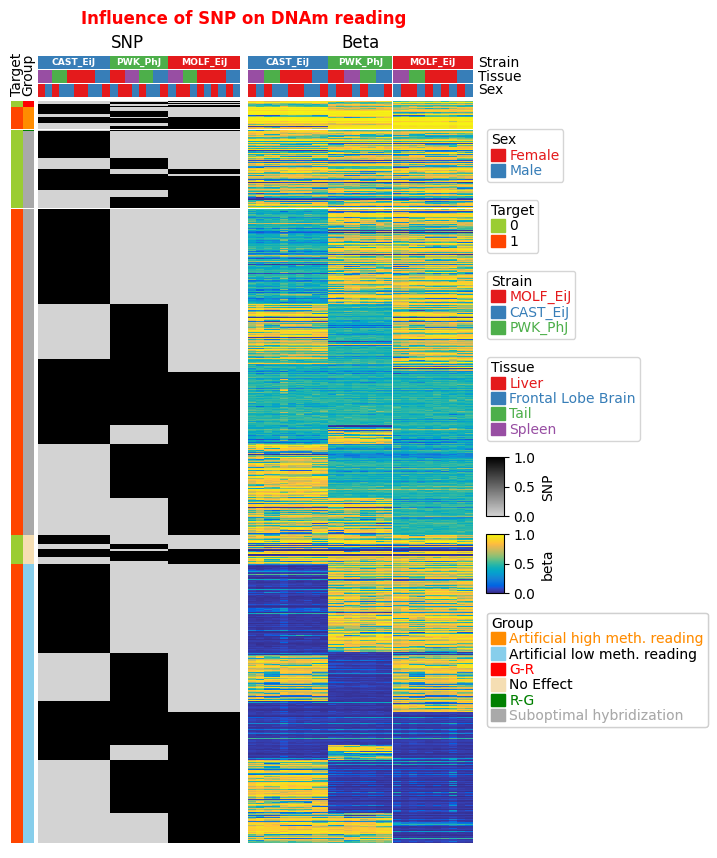 Influence of SNP on DNAm reading
SNP
Beta
Target
Group
CAST_EiJ
PWK_PhJ
MOLF_EiJ
CAST_EiJ
PWK_PhJ
MOLF_EiJ
Strain
Tissue
Sex
Sex
Female
Male
Target
0
1
Strain
MOLF_EiJ
CAST_EiJ
PWK_PhJ
Tissue
Liver
Frontal Lobe Brain
Tail
Spleen
1.0
0.5
0.0
SNP
1.0
0.5
0.0
beta
Group
Artificial high meth. reading
Artificial low meth. reading
G-R
No Effect
R-G
Suboptimal hybridization